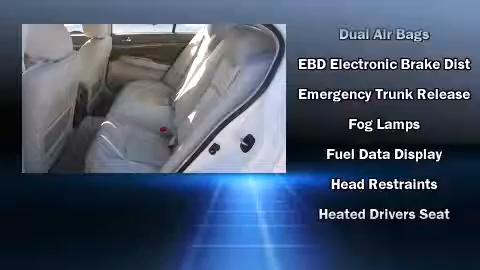 Dual Air Bags
EBD Electronic Brake Dist
Emergency Trunk Release
Fog Lamps
Fuel Data Display
Head Restraints
Heated Drivers Seat